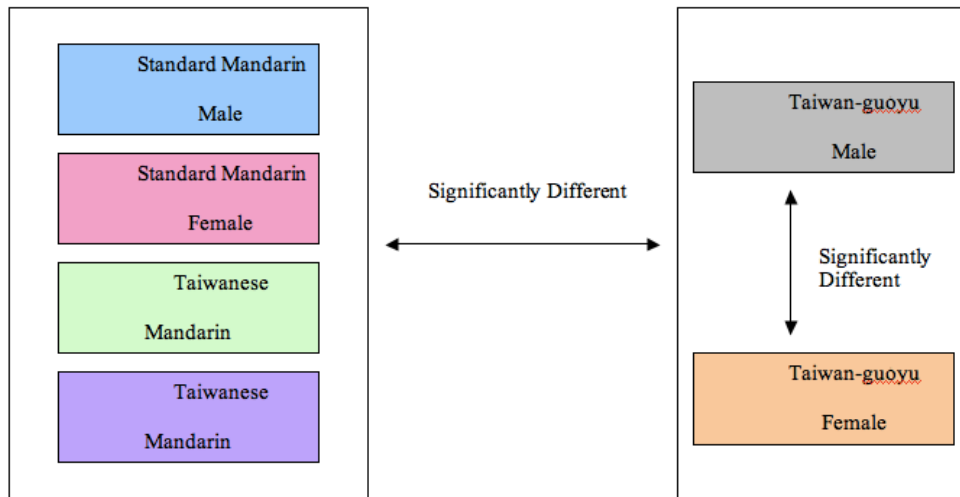 Standard Mandarin
Male
Standard Mandarin
Female
Taiwanese
Mandarin
Taiwanese
Mandarin
Significantly Different
Taiwan-guoyu
Male
Significantly
Different
Taiwan-guoyu
Female